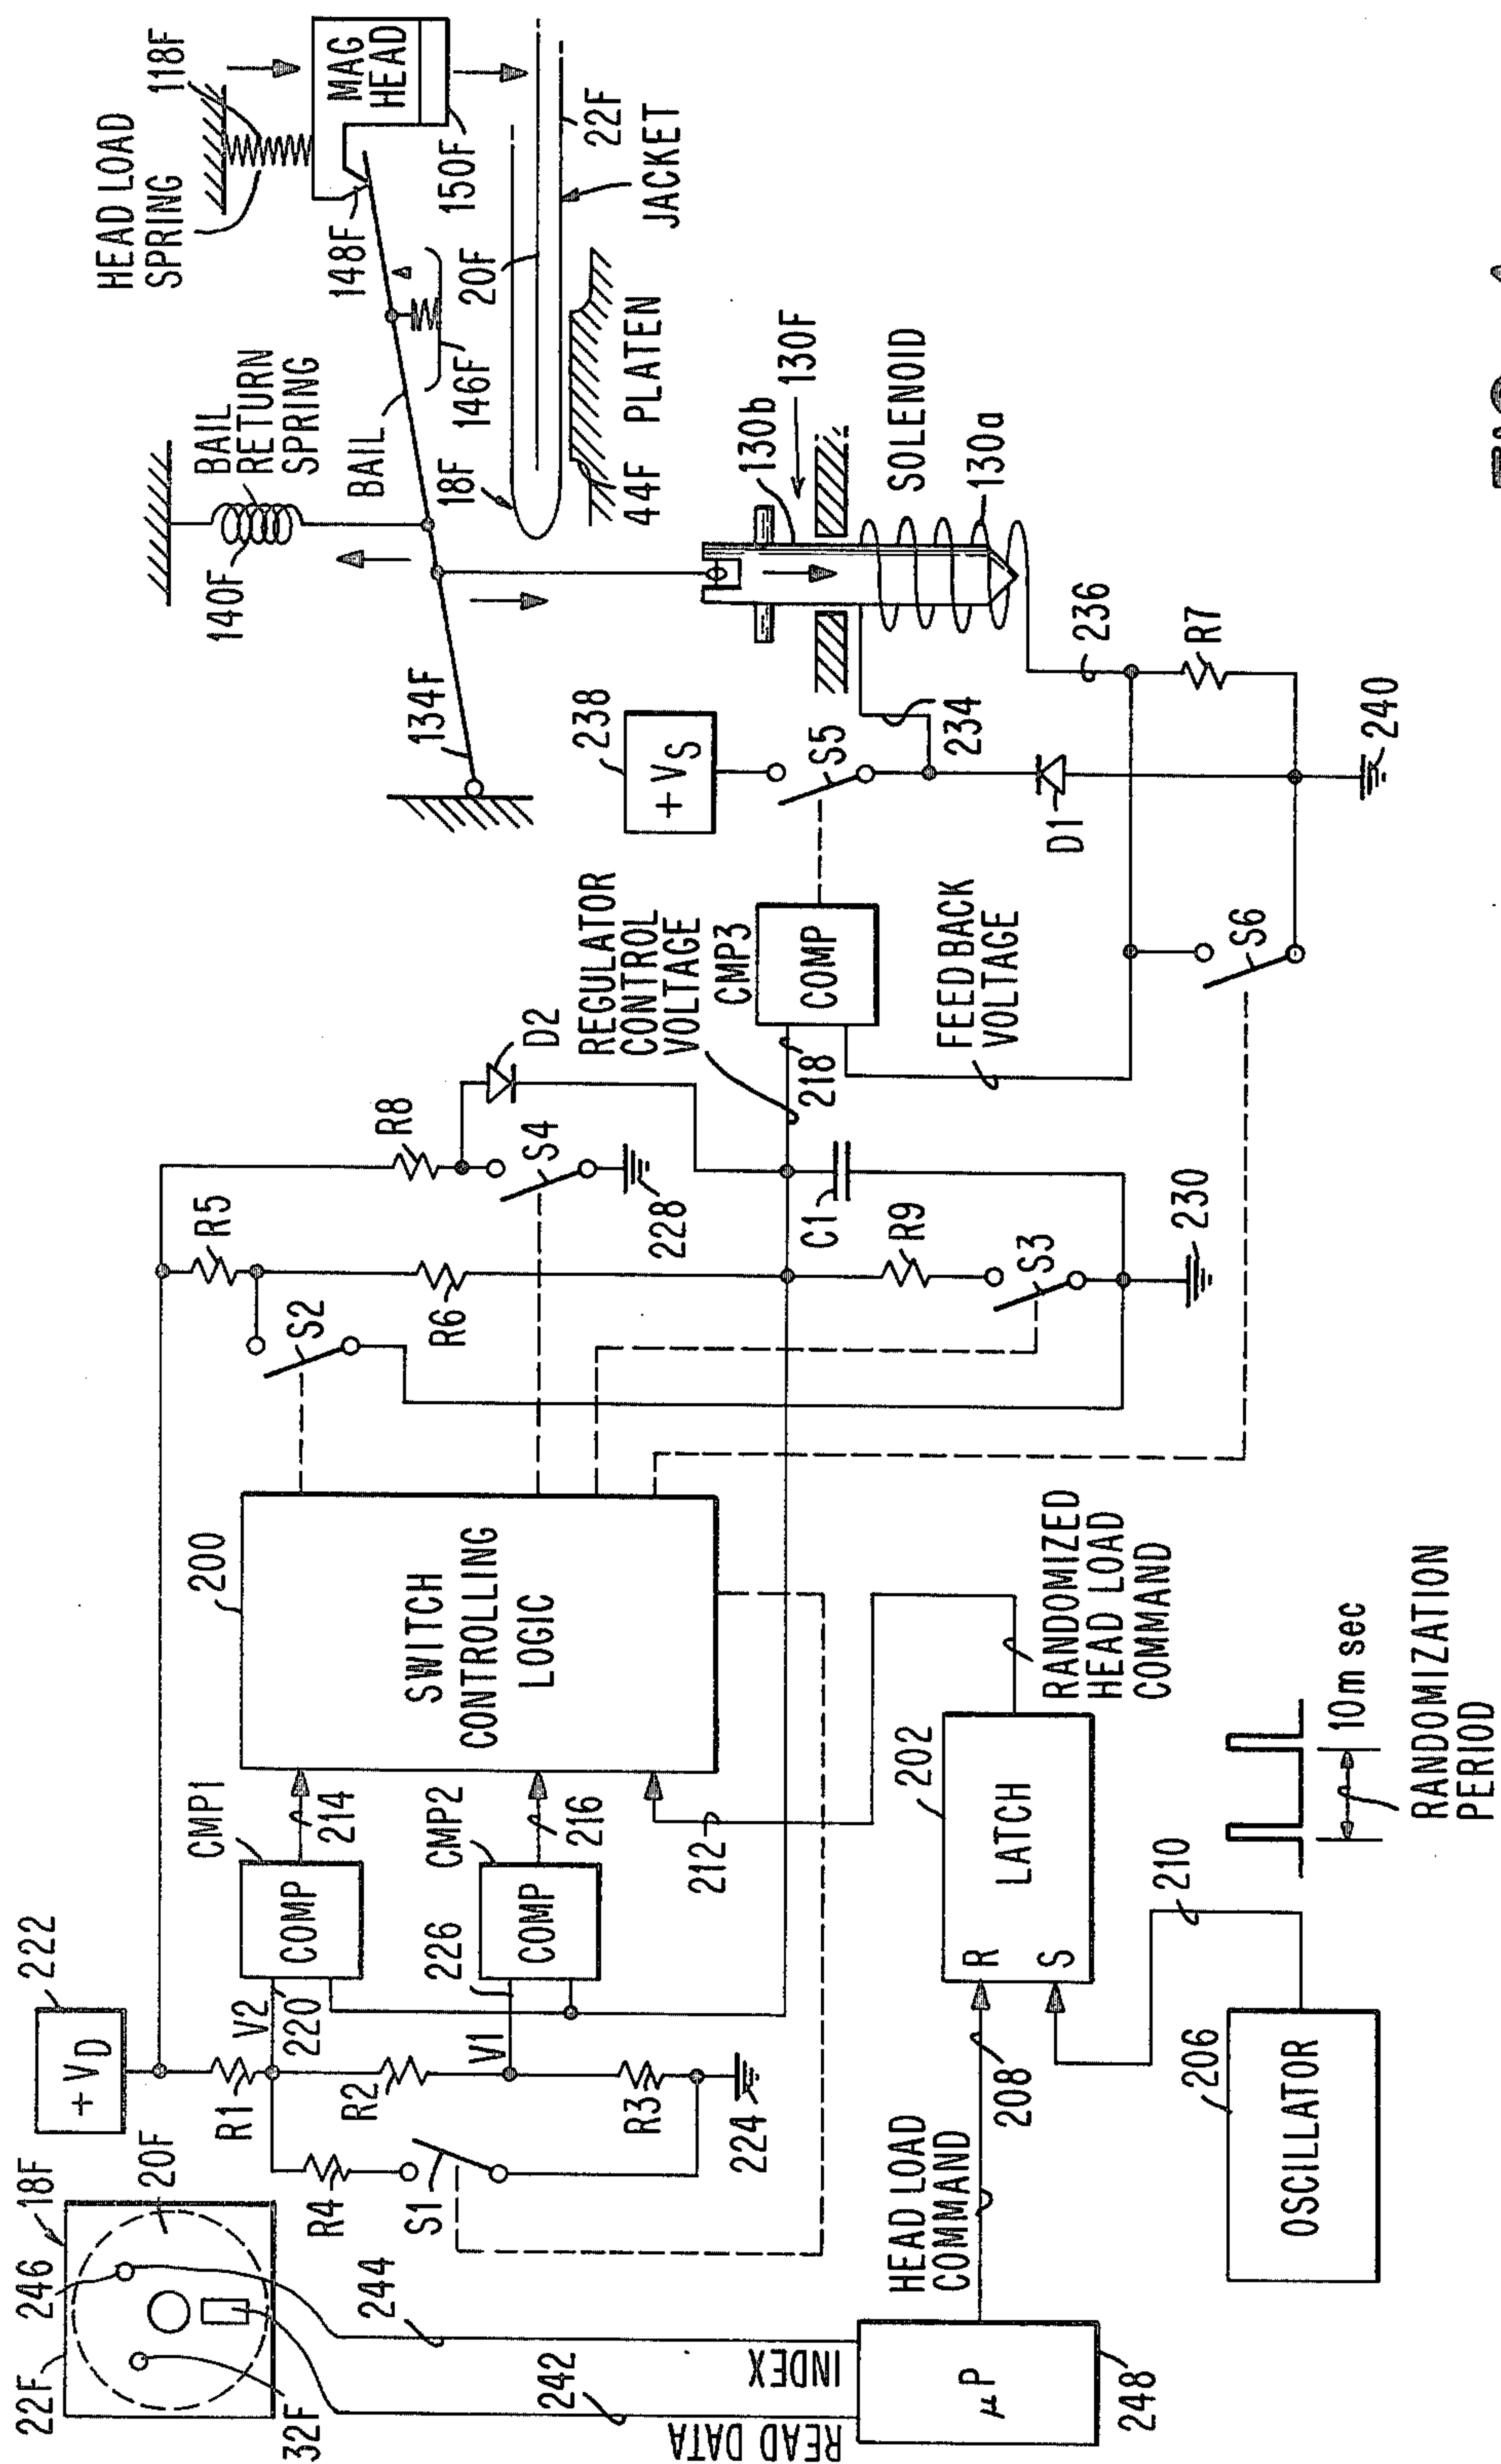 22F
246
18F
20F
32F
READ DATA
242
INDEX
244
µP
248
HEAD LOAD
COMMAND
208
+VD
222
R1
V2
220
R4
R2
V1
226
S1
R3
224
CMP1
COMP
214
CMP2
COMP
216
212
200
SWITCH
CONTROLLING
LOGIC
202
LATCH
R
S
206
OSCILLATOR
210
10m sec
RANDOMIZATION
PERIOD
RANDOMIZED
HEAD LOAD
COMMAND
S2
R5
R6
R8
S4
228
D2
R9
S3
C1
230
REGULATOR
CONTROL
VOLTAGE
218
CMP3
COMP
FEEDBACK
VOLTAGE
S6
238
+VS
S5
234
D1
236
R7
240
134F
140F
BAIL
RETURN
SPRING
BAIL
18F
146F
148F
20F
150F
HEAD LOAD
SPRING
118F
MAG
HEAD
22F
JACKET
44F PLATEN
130b
130F
SOLENOID
130a